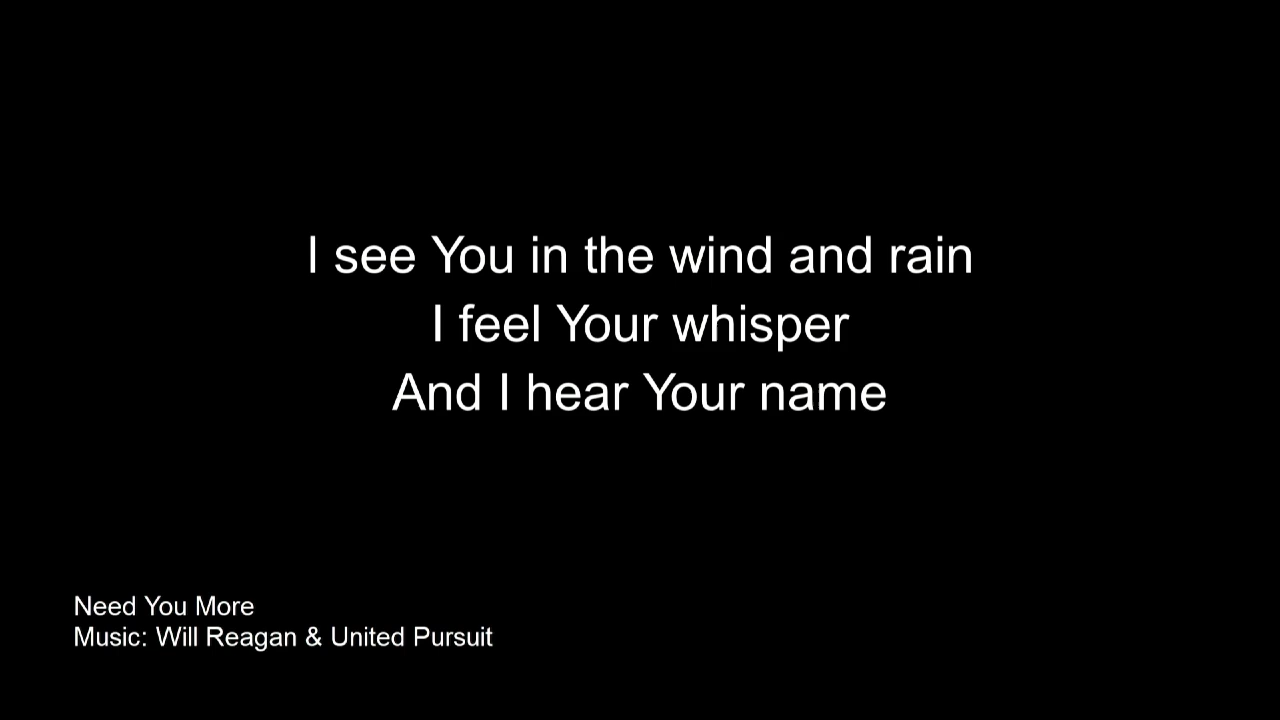 I see You in the wind and rain
I feel Your whisper
And I hear Your name
Need You More
Music: Will Reagan & United Pursuit